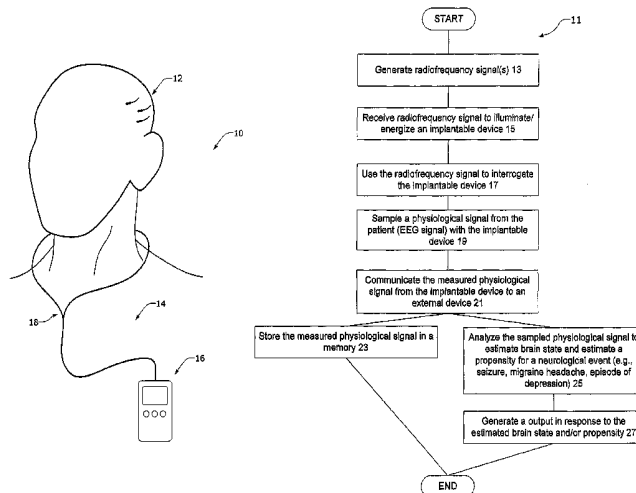 START
11
12
10
Generate radiofrequency signal(s) 13
Receive radiofrequency signal to illuminate/
energize an implantable device 15
Use the radiofrequency signal to interrogate
the implantable device 17
Sample a physiological signal from the
patient (EEG signal) with the implantable
device 19
Communicate the measured physiological
signal from the implantable device to an
external device 21
18
14
16
Store the measured physiological signal in a
memory 23
Analyze the sampled physiological signal to
estimate brain state and estimate a
propensity for a neurological event (e.g.,
seizure, migraine headache, episode of
depression) 25
Generate a output in response to the
estimated brain state and/or propensity 27
END